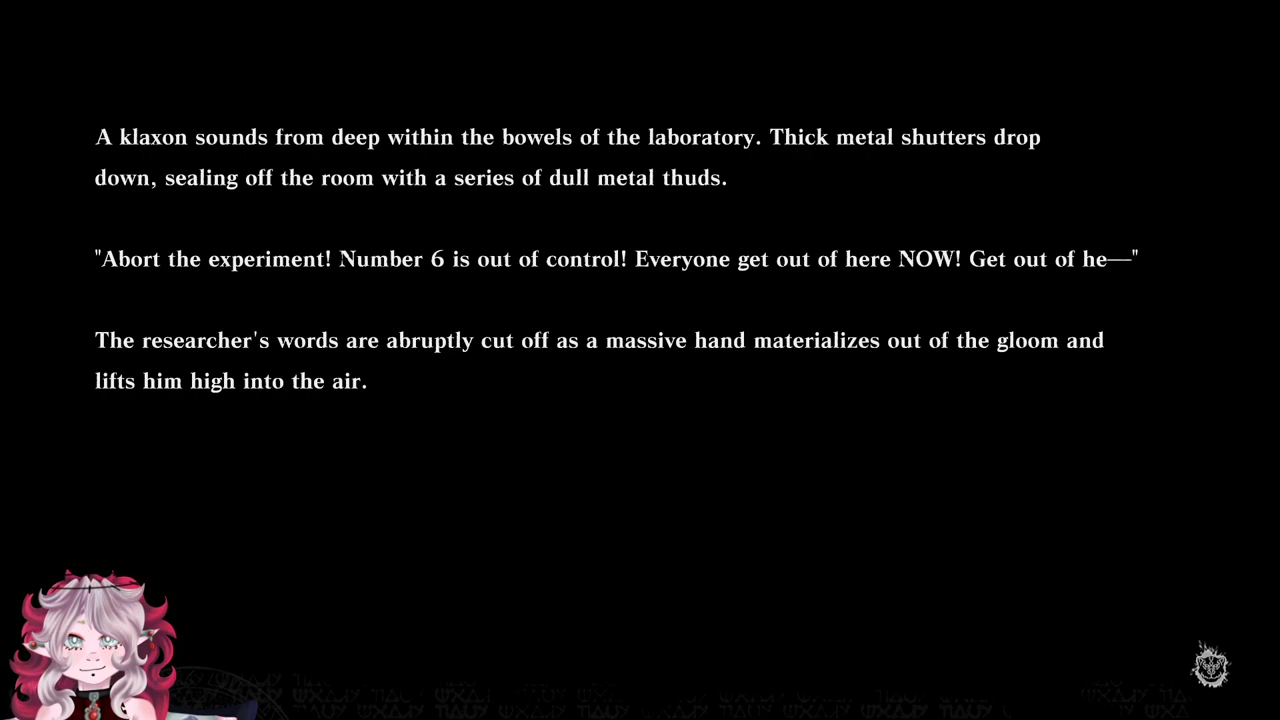 A klaxon sounds from deep within the bowels of the laboratory. Thick metal shutters drop
down, sealing off the room with a series of dull metal thuds.
"Abort the experiment! Number 6 is out of control! Everyone get out of here NOW! Get out of he—"
The researcher's words are abruptly cut off as a massive hand materializes out of the gloom and
lifts him high into the air.